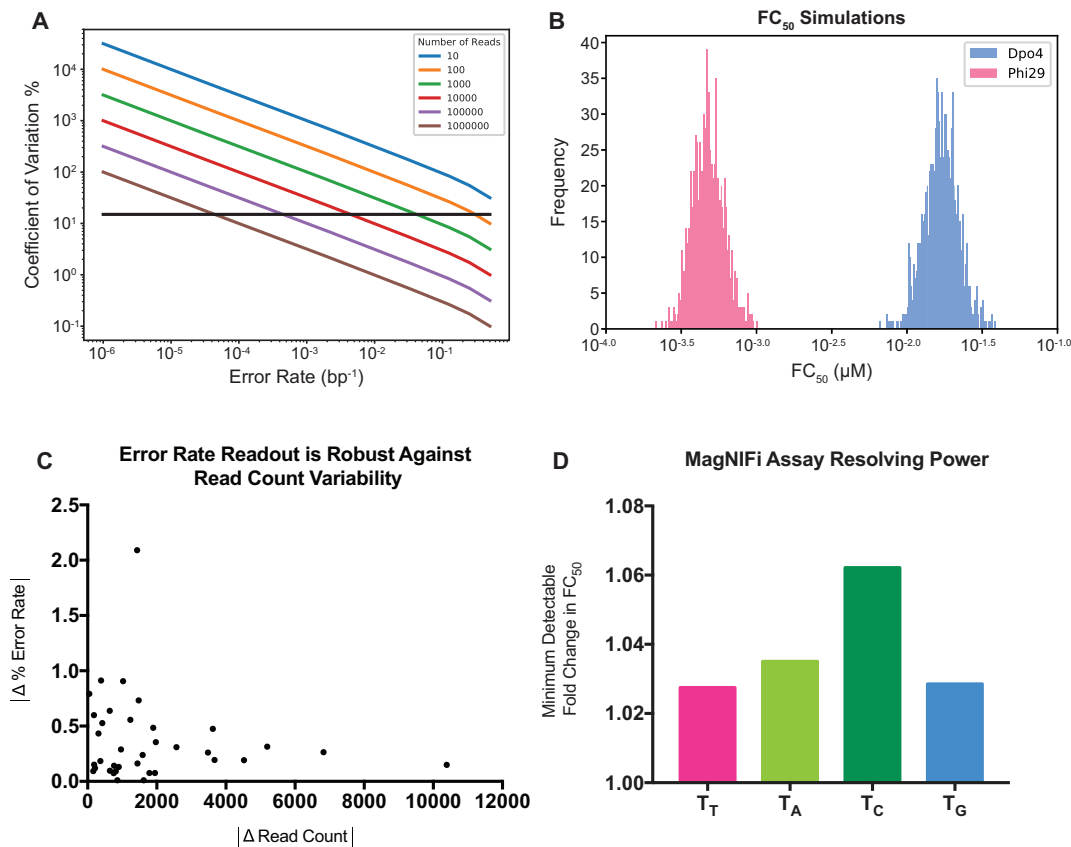 A
Coefficient of Variation %
10⁴
10³
10²
10¹
10⁰
10⁻¹
10⁻⁶
10⁻⁵
10⁻⁴
10⁻³
10⁻²
10⁻¹
Error Rate (bp⁻¹)
Number of Reads
10
100
1000
10000
100000
1000000
B
FC₅₀ Simulations
Frequency
40
35
30
25
20
15
10
5
0
10⁻⁴·⁰
10⁻³·⁵
10⁻³·⁰
10⁻²·⁵
10⁻²·⁰
10⁻¹·⁵
10⁻¹·⁰
FC₅₀ (µM)
Dpo4
Phi29
C
Error Rate Readout is Robust Against
Read Count Variability
|Δ % Error Rate|
2.5
2.0
1.5
1.0
0.5
0.0
0
2000
4000
6000
8000
10000
12000
|Δ Read Count|
D
MagNIFi Assay Resolving Power
Minimum Detectable
Fold Change in FC₅₀
1.08
1.06
1.04
1.02
1.00
T_T
T_A
T_C
T_G